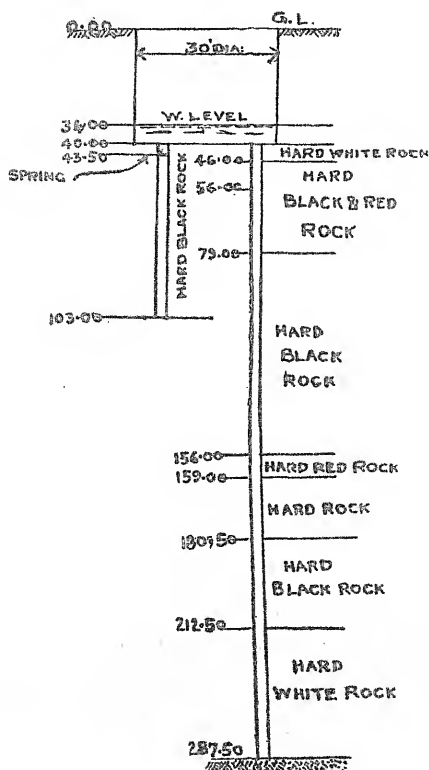 0.00
G.L.
30' DIA:
W. LEVEL
36.00
40.00
43.50
SPRING
HARD BLACK ROCK
103.00
46.00
56.00
79.00
HARD WHITE ROCK
HARD
BLACK & RED
ROCK
HARD
BLACK
ROCK
156.00
HARD RED ROCK
159.00
HARD ROCK
180.50
HARD
BLACK ROCK
212.50
HARD
WHITE ROCK
287.50